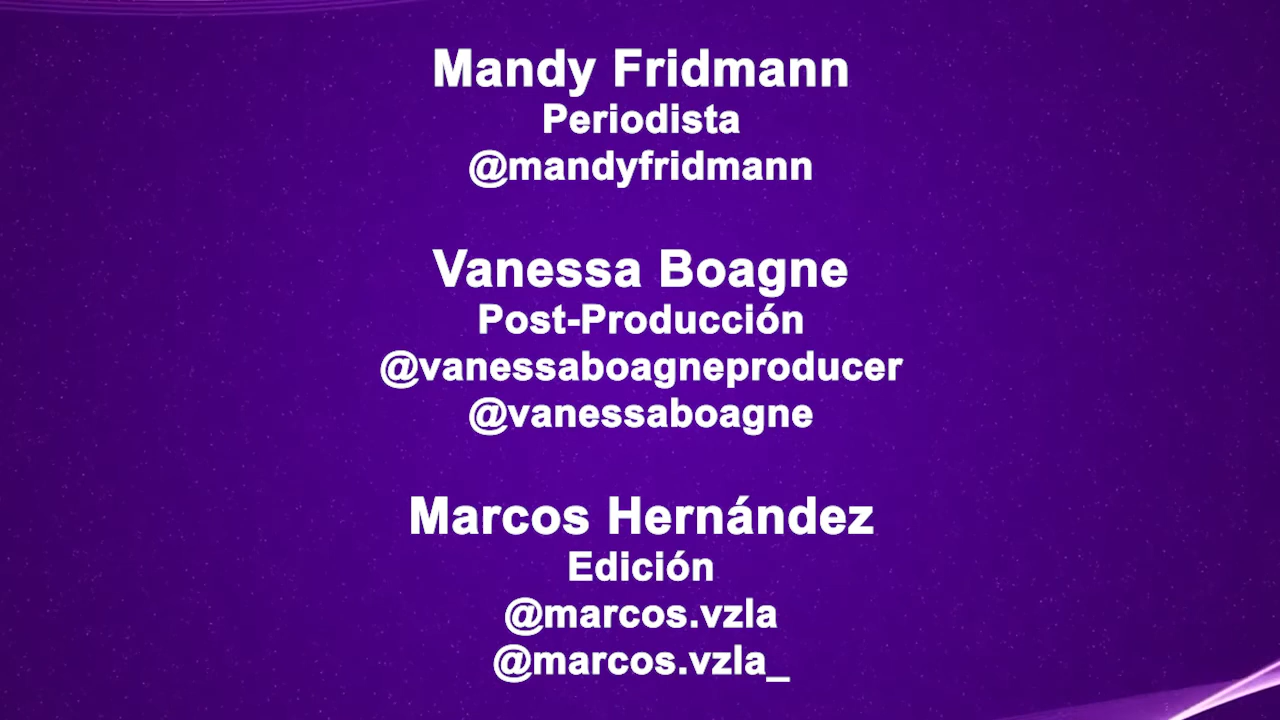 Mandy Fridmann
Periodista
@mandyfridmann
Vanessa Boagne
Post-Producción
@vanessaboagneproducer
@vanessaboagne
Marcos Hernández
Edición
@marcos.vzla
@marcos.vzla_